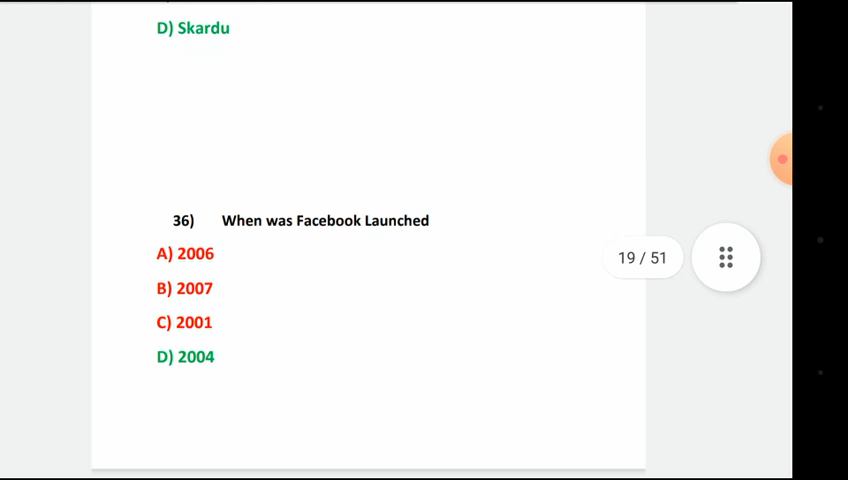 D) Skardu
36) When was Facebook Launched
A) 2006
B) 2007
C) 2001
D) 2004
19 / 51